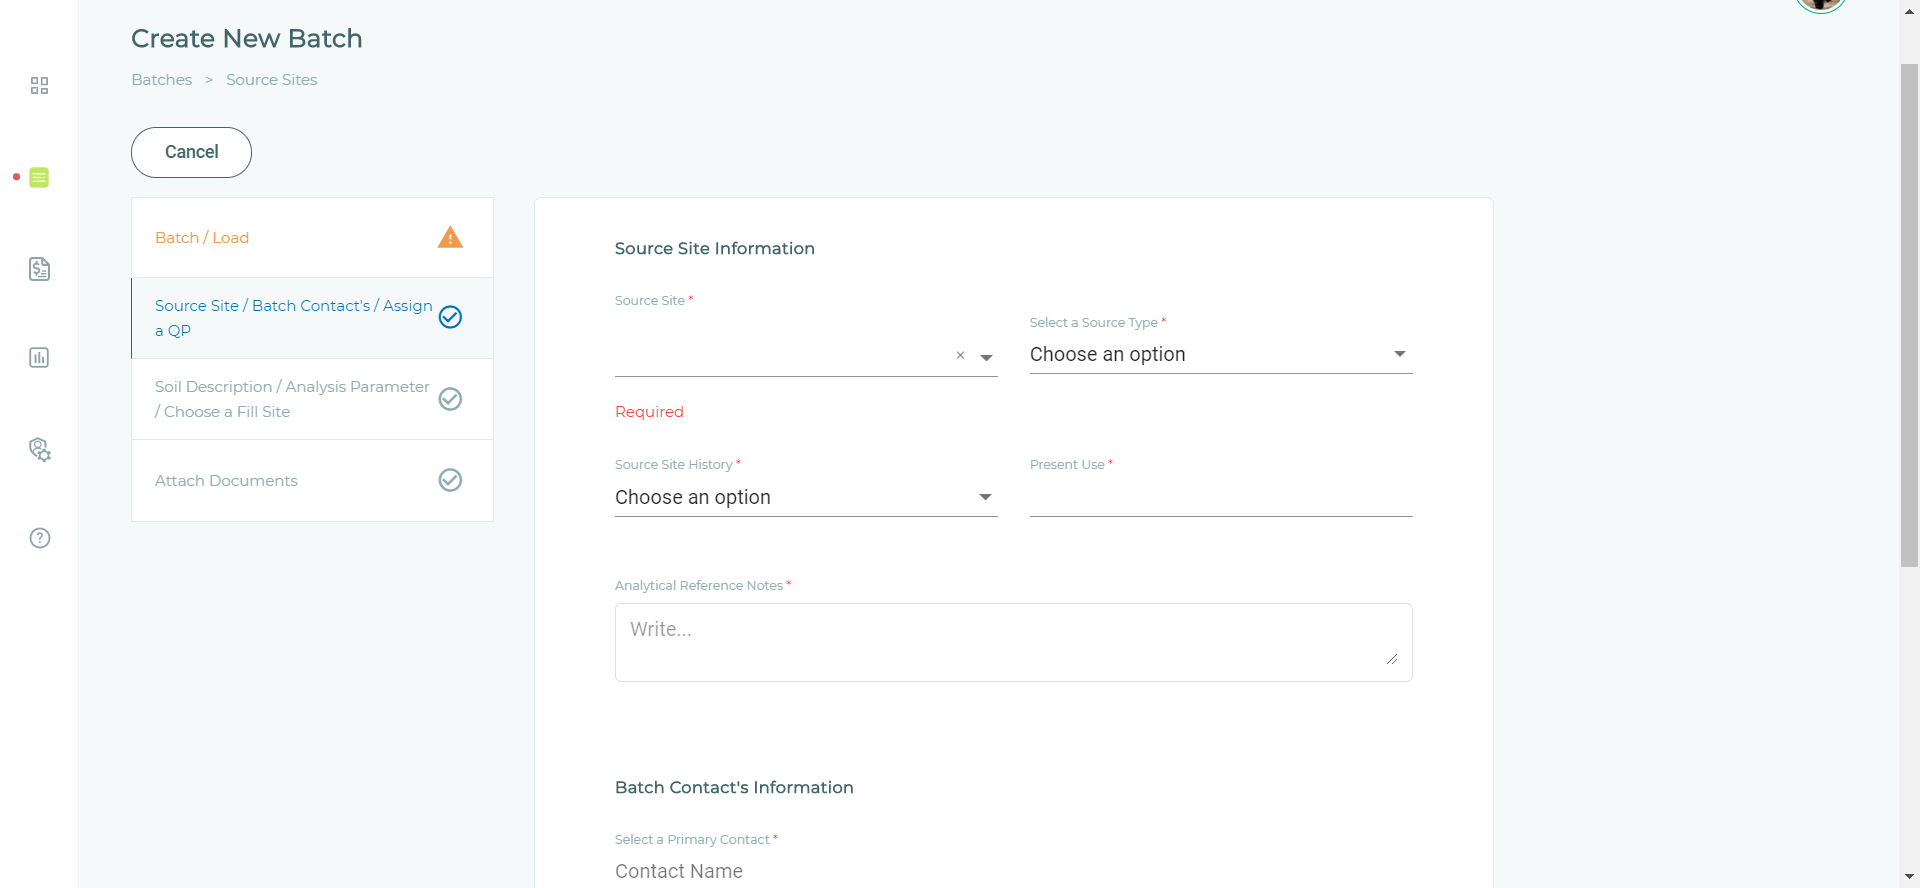 Create New Batch
Batches > Source Sites
Cancel
Batch / Load
Source Site / Batch Contact's / Assign
a QP
Soil Description / Analysis Parameter
/ Choose a Fill Site
Attach Documents
Source Site Information
Source Site *
Select a Source Type *
× 
Choose an option
Required
Source Site History *
Present Use *
Choose an option
Analytical Reference Notes *
Write...
Batch Contact's Information
Select a Primary Contact *
Contact Name